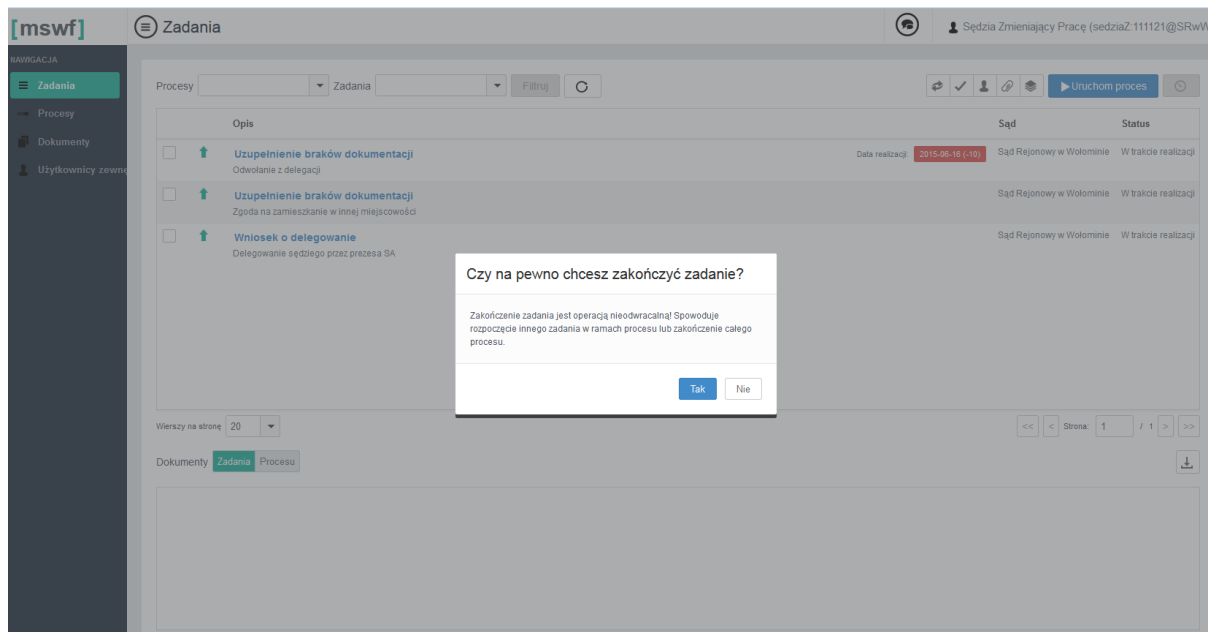 [mswf]
Zadania
Sędzia Zmieniający Pracę (sedziaZ:111121@SRwW
NAWIGACJA
Zadania
Procesy
Dokumenty
Użytkownicy zewnę
Procesy Zadania Filtruj Uruchom proces
Opis Sąd Status
Uzupełnienie braków dokumentacji Data realizacji: 2015-06-16 (-10) Sąd Rejonowy w Wołominie W trakcie realizacji
Odwołanie z delegacji
Uzupełnienie braków dokumentacji Sąd Rejonowy w Wołominie W trakcie realizacji
Zgoda na zamieszkanie w innej miejscowości
Wniosek o delegowanie Sąd Rejonowy w Wołominie W trakcie realizacji
Delegowanie sędziego przez prezesa SA
Czy na pewno chcesz zakończyć zadanie?
Zakończenie zadania jest operacją nieodwracalną! Spowoduje
rozpoczęcie innego zadania w ramach procesu lub zakończenie całego
procesu.
Tak Nie
Wierszy na stronę 20 << < Strona: 1 / 1 > >>
Dokumenty Zadania Procesu